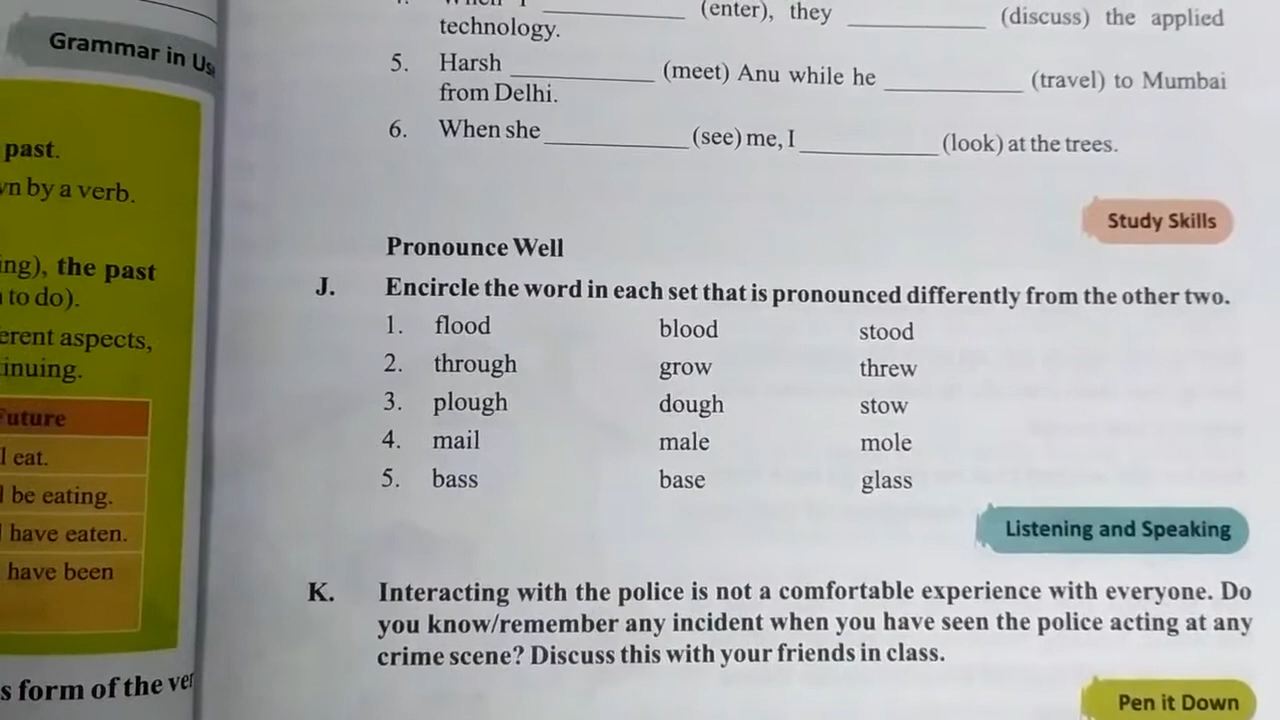 Grammar in Us
past.
wn by a verb.
ing), the past
to do).
erent aspects,
inuing.
Future
eat.
be eating.
have eaten.
have been
s form of the ver
(enter), they ____________ (discuss) the applied
technology.
5. Harsh ____________ (meet) Anu while he ____________ (travel) to Mumbai
from Delhi.
6. When she ____________ (see) me, I ____________ (look) at the trees.
Study Skills
Pronounce Well
J. Encircle the word in each set that is pronounced differently from the other two.
1. flood blood stood
2. through grow threw
3. plough dough stow
4. mail male mole
5. bass base glass
Listening and Speaking
K. Interacting with the police is not a comfortable experience with everyone. Do
you know/remember any incident when you have seen the police acting at any
crime scene? Discuss this with your friends in class.
Pen it Down